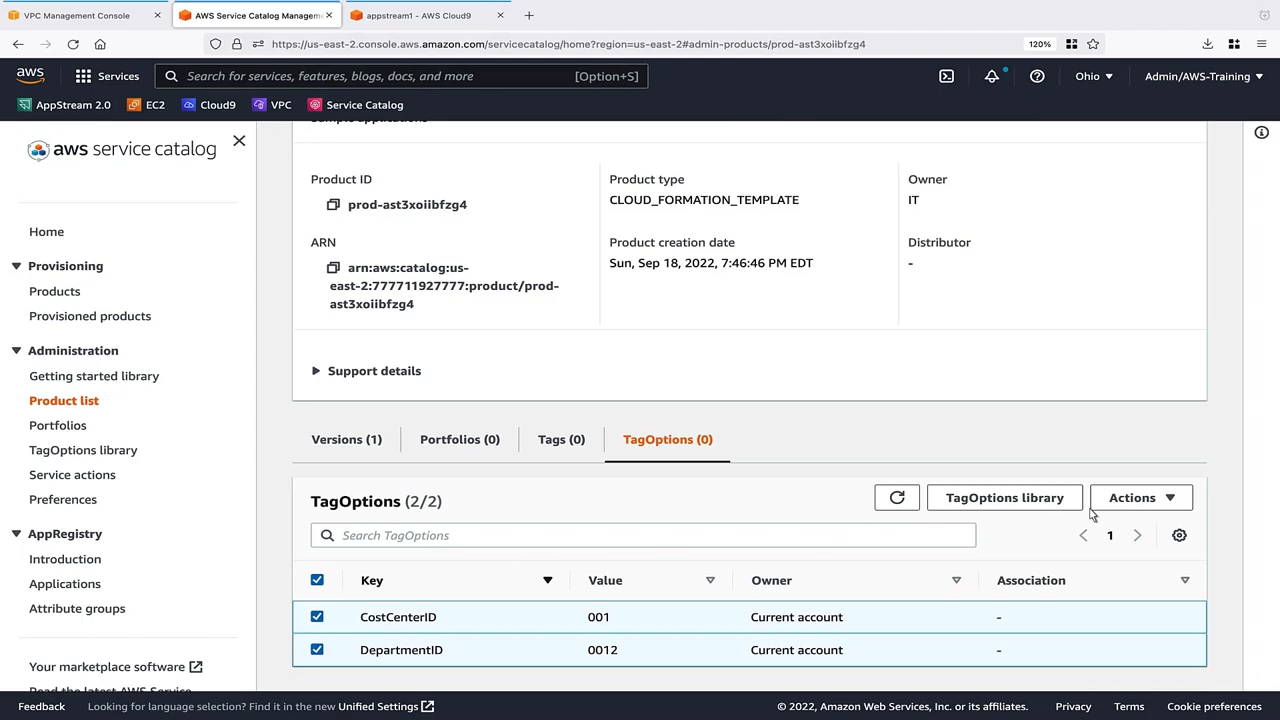 VPC Management Console
AWS Service Catalog Managem
appstream1 - AWS Cloud9
https://us-east-2.console.aws.amazon.com/servicecatalog/home?region=us-east-2#admin-products/prod-ast3xoiibfzg4
120%
aws
Services
Search for services, features, blogs, docs, and more
[Option+S]
Ohio
Admin/AWS-Training
AppStream 2.0
EC2
Cloud9
VPC
Service Catalog
aws service catalog
Home
Provisioning
Products
Provisioned products
Administration
Getting started library
Product list
Portfolios
TagOptions library
Service actions
Preferences
AppRegistry
Introduction
Applications
Attribute groups
Your marketplace software
Read the latest AWS Service
Sample applications
Product ID
prod-ast3xoiibfzg4
Product type
CLOUD_FORMATION_TEMPLATE
Owner
IT
ARN
arn:aws:catalog:us-
east-2:777711927777:product/prod-
ast3xoiibfzg4
Product creation date
Sun, Sep 18, 2022, 7:46:46 PM EDT
Distributor
-
Support details
Versions (1)
Portfolios (0)
Tags (0)
TagOptions (0)
TagOptions (2/2)
TagOptions library
Actions
Search TagOptions
1
Key
Value
Owner
Association
CostCenterID
001
Current account
-
DepartmentID
0012
Current account
-
Feedback
Looking for language selection? Find it in the new Unified Settings
© 2022, Amazon Web Services, Inc. or its affiliates.
Privacy
Terms
Cookie preferences